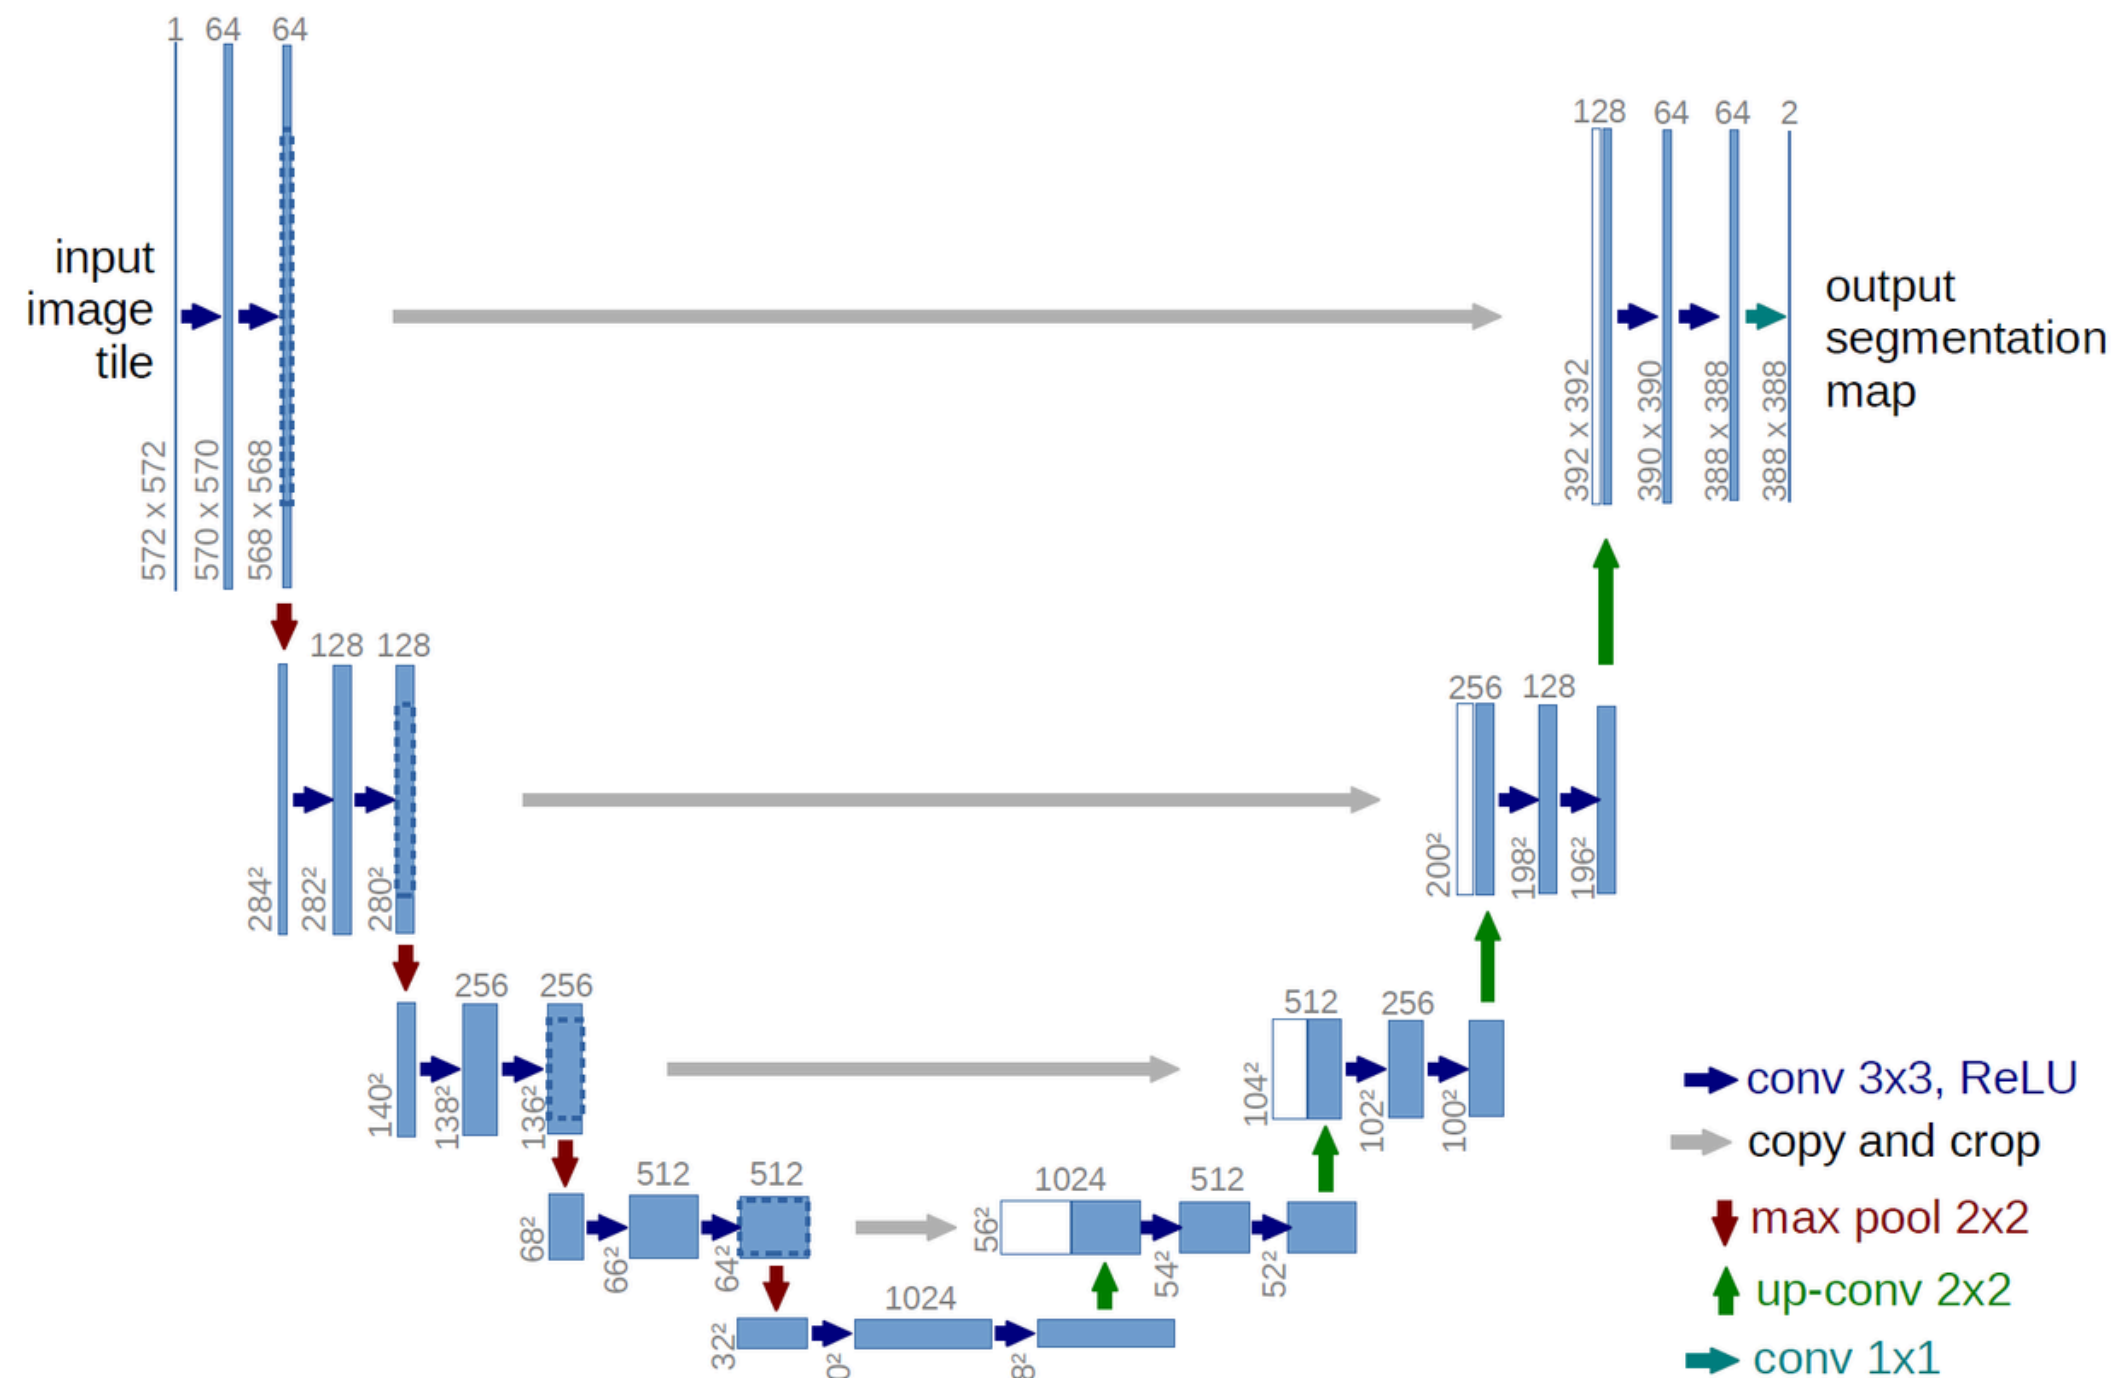 1 64 64
128 64 64 2
input
image
tile
output
segmentation
map
572 x 572
570 x 570
568 x 568
392 x 392
390 x 390
388 x 388
388 x 388
128 128
256 128
284²
282²
280²
200²
198²
196²
256 256
512 256
140²
138²
136²
104²
102²
100²
512 512
1024 512
68²
66²
64²
56²
54²
52²
1024
32²
conv 3x3, ReLU
copy and crop
max pool 2x2
up-conv 2x2
conv 1x1